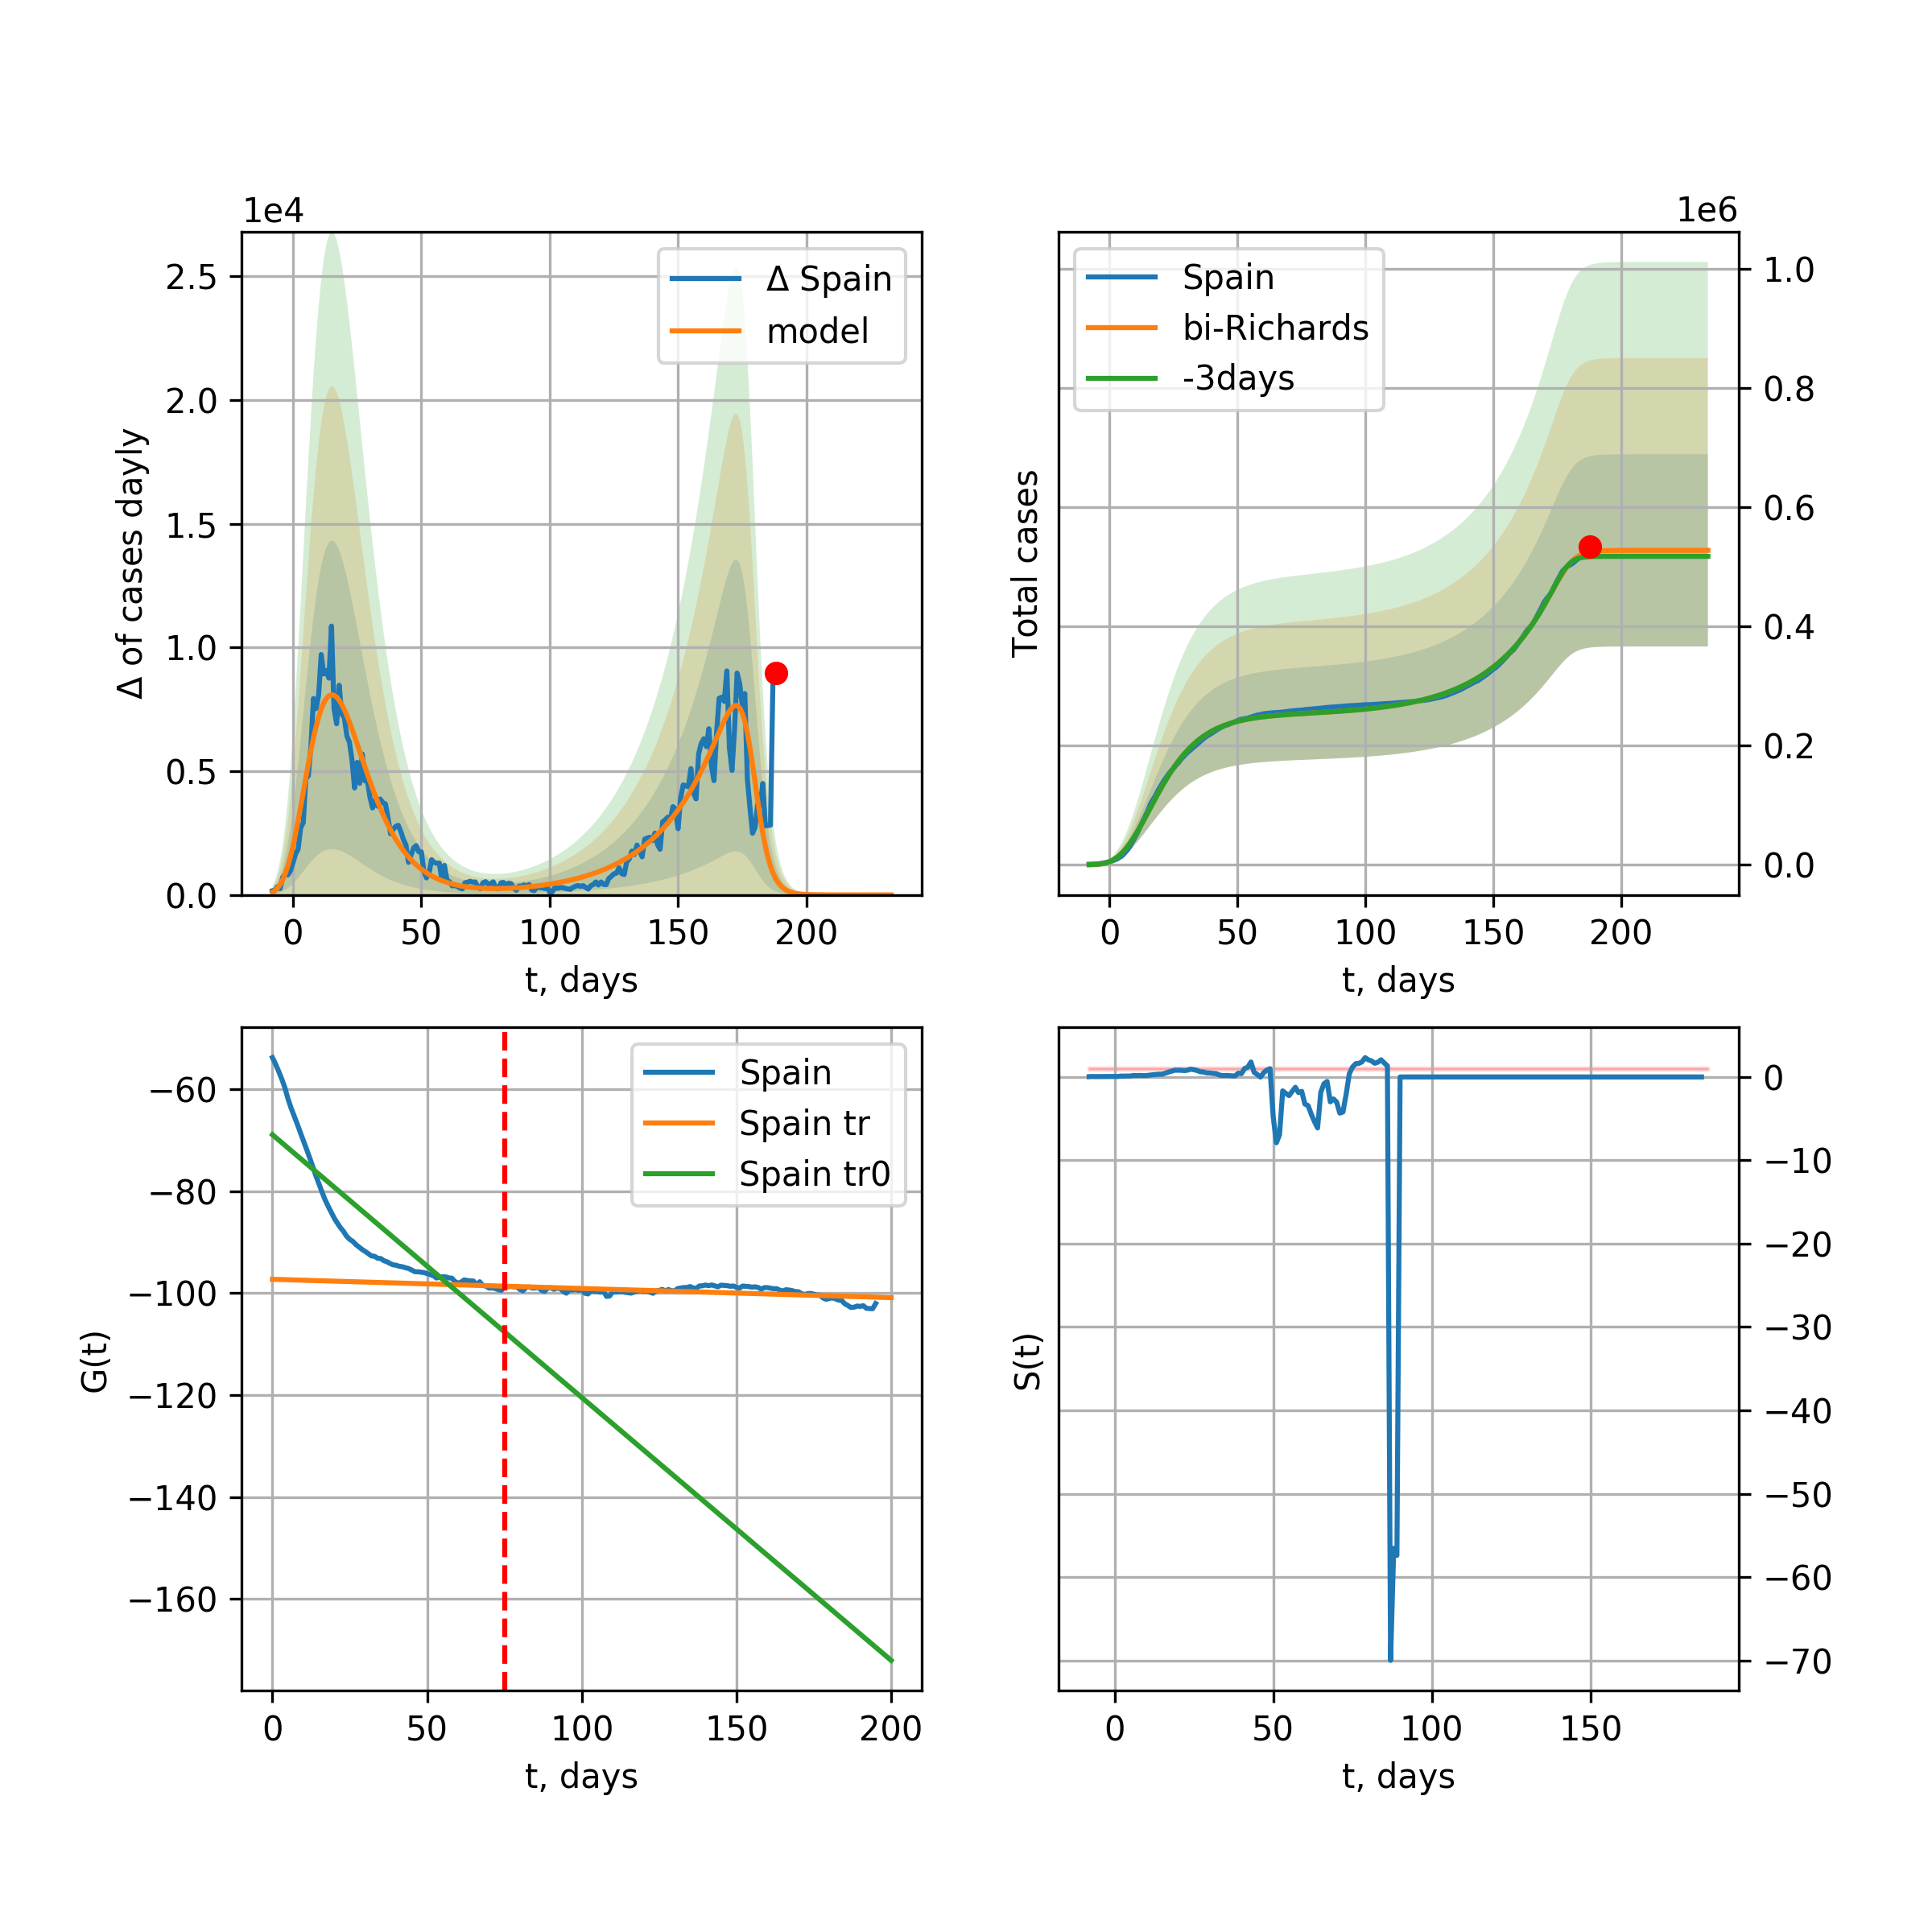 1e4
2.5
2.0
1.5
1.0
0.5
0.0
Δ of cases dayly
Δ Spain
model
0 50 100 150 200
t, days
1e6
Total cases
Spain
bi-Richards
-3days
1.0
0.8
0.6
0.4
0.2
0.0
0 50 100 150 200
t, days
−60
−80
−100
−120
−140
−160
G(t)
Spain
Spain tr
Spain tr0
0 50 100 150 200
t, days
S(t)
0
−10
−20
−30
−40
−50
−60
−70
0 50 100 150
t, days